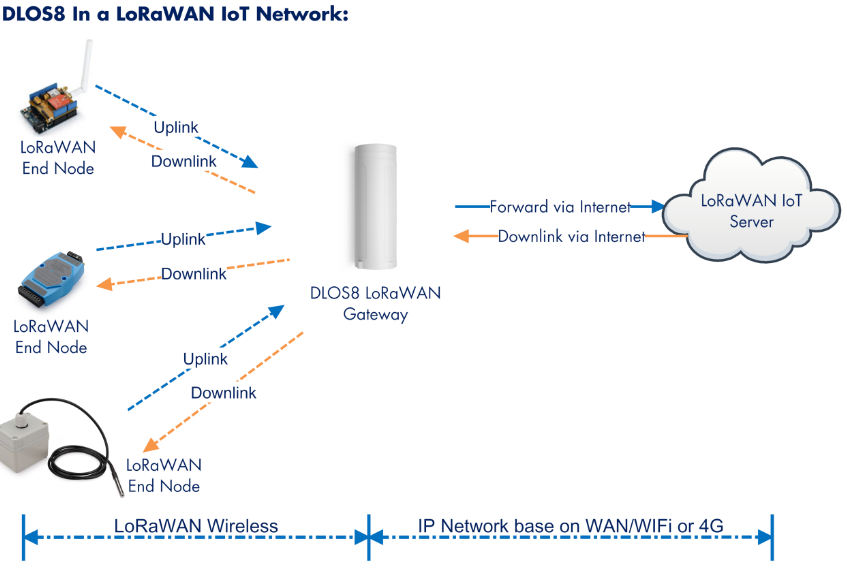 DLOS8 In a LoRaWAN IoT Network:
Uplink
Downlink
LoRaWAN
End Node
Uplink
Downlink
LoRaWAN
End Node
Uplink
Downlink
LoRaWAN
End Node
DLOS8 LoRaWAN
Gateway
Forward via Internet
Downlink via Internet
LoRaWAN IoT
Server
LoRaWAN Wireless
IP Network base on WAN/WIFi or 4G